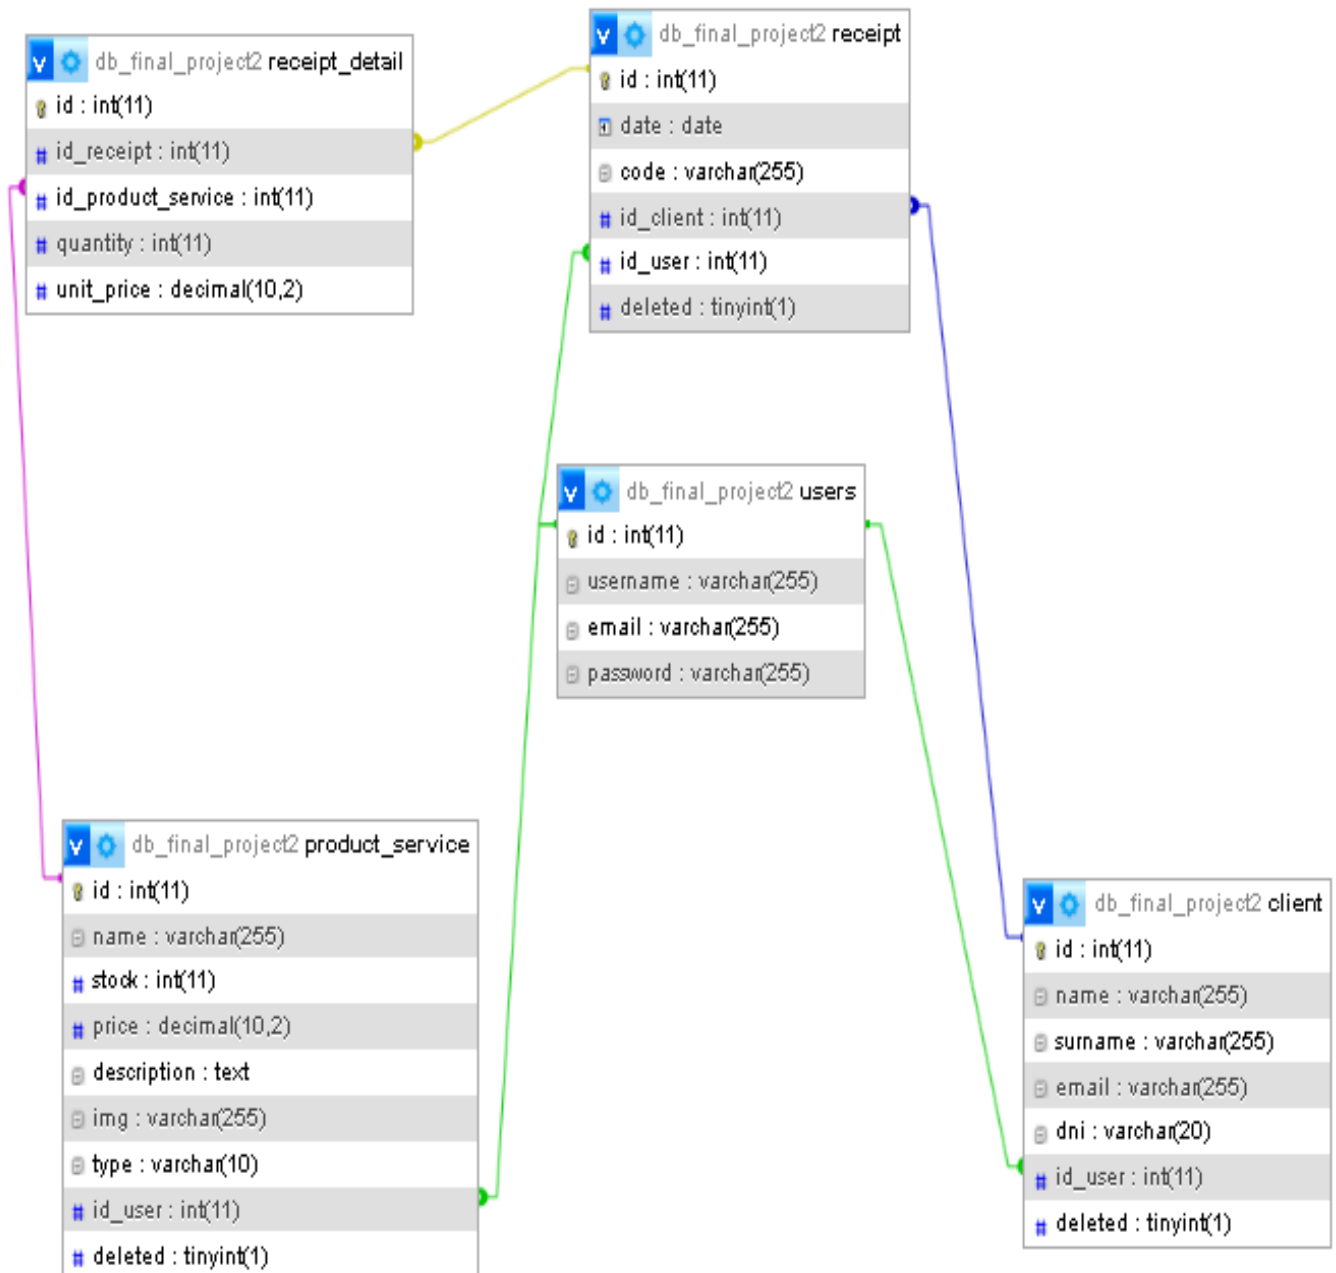 db_final_project2 receipt_detail
id : int(11)
id_receipt : int(11)
id_product_service : int(11)
quantity : int(11)
unit_price : decimal(10,2)
db_final_project2 receipt
id : int(11)
date : date
code : varchar(255)
id_client : int(11)
id_user : int(11)
deleted : tinyint(1)
db_final_project2 users
id : int(11)
username : varchar(255)
email : varchar(255)
password : varchar(255)
db_final_project2 product_service
id : int(11)
name : varchar(255)
stock : int(11)
price : decimal(10,2)
description : text
img : varchar(255)
type : varchar(10)
id_user : int(11)
deleted : tinyint(1)
db_final_project2 client
id : int(11)
name : varchar(255)
surname : varchar(255)
email : varchar(255)
dni : varchar(20)
id_user : int(11)
deleted : tinyint(1)